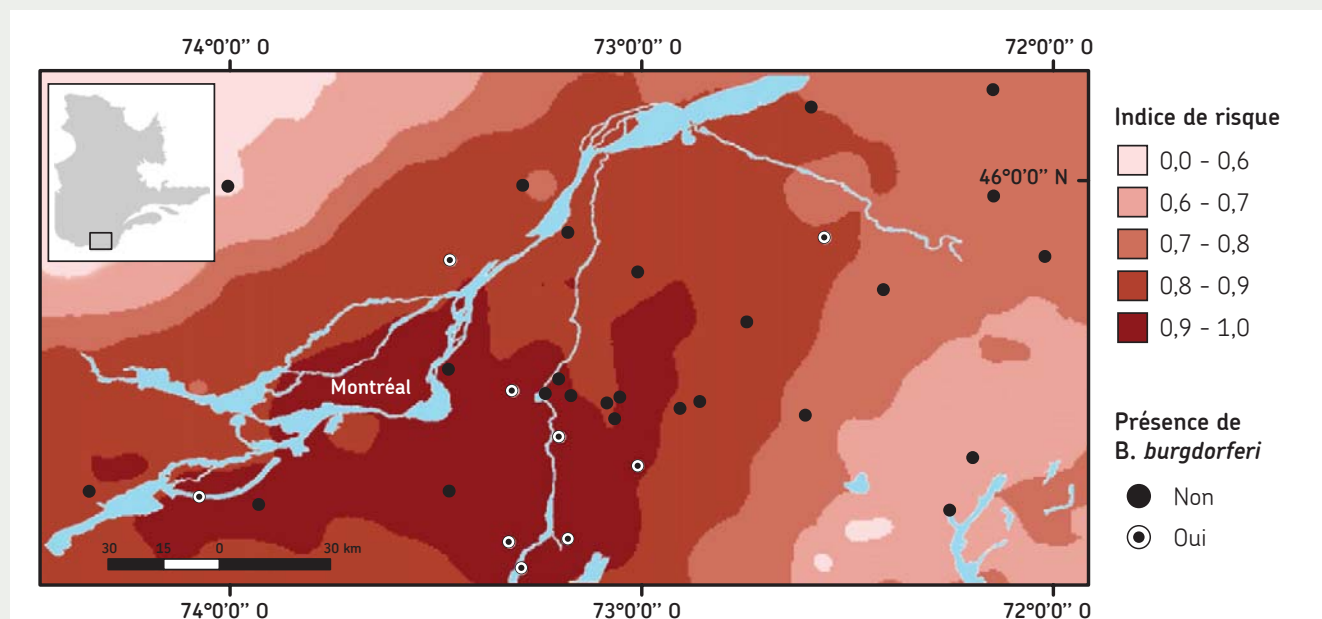 74°0'0'' O
73°0'0'' O
72°0'0'' O
46°0'0'' N
Montréal
30
15
0
30 km
74°0'0'' O
73°0'0'' O
72°0'0'' O
Indice de risque
0,0 - 0,6
0,6 - 0,7
0,7 - 0,8
0,8 - 0,9
0,9 - 1,0
Présence de
B. burgdorferi
Non
Oui